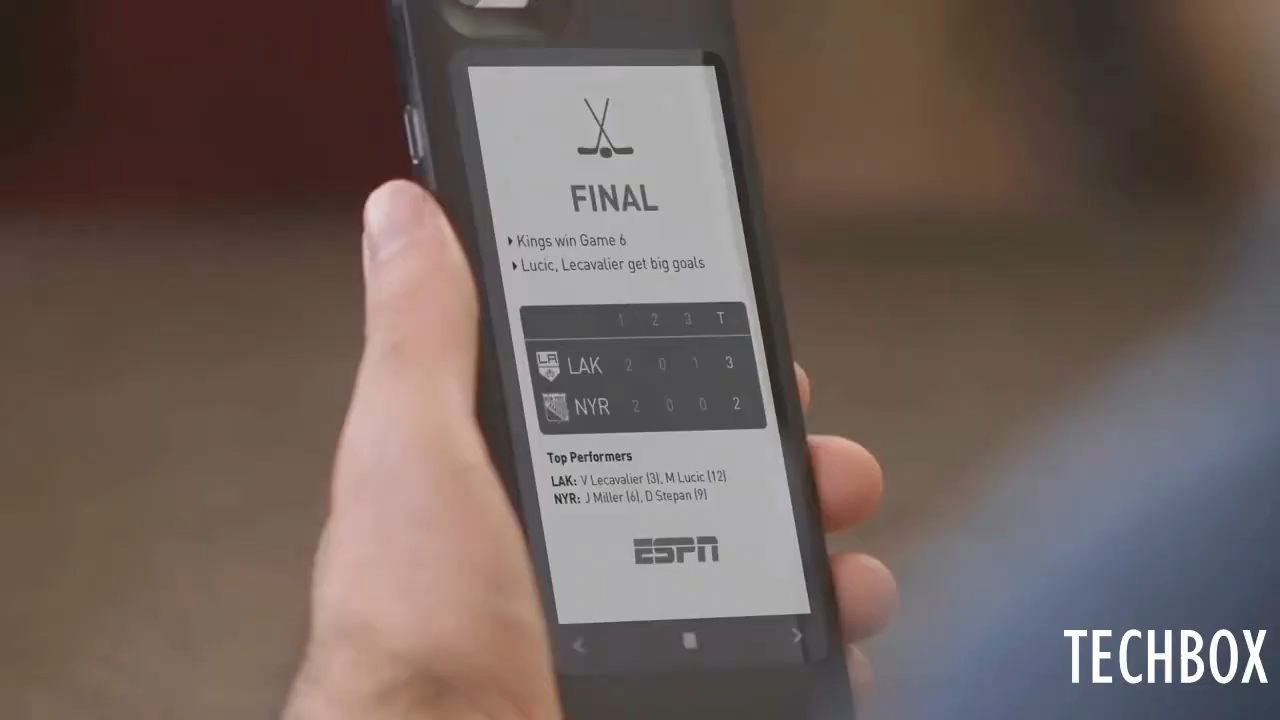 FINAL
Kings win Game 6
Lucic, Lecavalier get big goals
1 2 3 T
LA LAK 2 0 1 3
NYR 2 0 0 2
Top Performers
LAK: V Lecavalier (3), M Lucic (12)
NYR: J Miller (6), D Stepan (9)
ESPN
TECHBOX